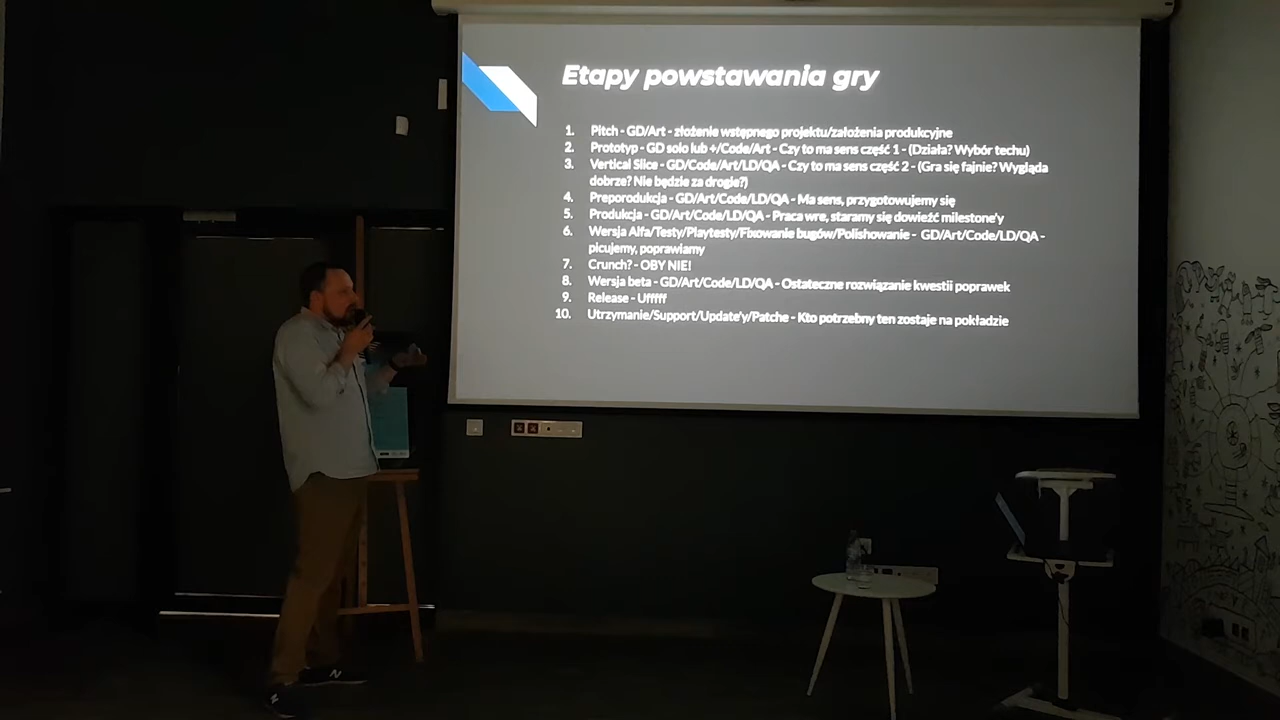 Etapy powstawania gry
1. Pitch - GD/Art - złożenie wstępnego projektu/założenia produkcyjne
2. Prototyp - GD solo lub +/Code/Art - Czy to ma sens część 1 - (Działa? Wybór techu)
3. Vertical Slice - GD/Code/Art/LD/QA - Czy to ma sens część 2 - (Gra się fajnie? Wygląda
dobrze? Nie będzie za drogie?)
4. Preporodukcja - GD/Art/Code/LD/QA - Ma sens, przygotowujemy się
5. Produkcja - GD/Art/Code/LD/QA - Praca wre, staramy się dowieźć milestone'y
6. Wersja Alfa/Testy/Playtesty/Fixowanie bugów/Polishowanie - GD/Art/Code/LD/QA -
picujemy, poprawiamy
7. Crunch? - OBY NIE!
8. Wersja beta - GD/Art/Code/LD/QA - Ostateczne rozwiązanie kwestii poprawek
9. Release - Ufffff
10. Utrzymanie/Support/Update'y/Patche - Kto potrzebny ten zostaje na pokładzie
N
N